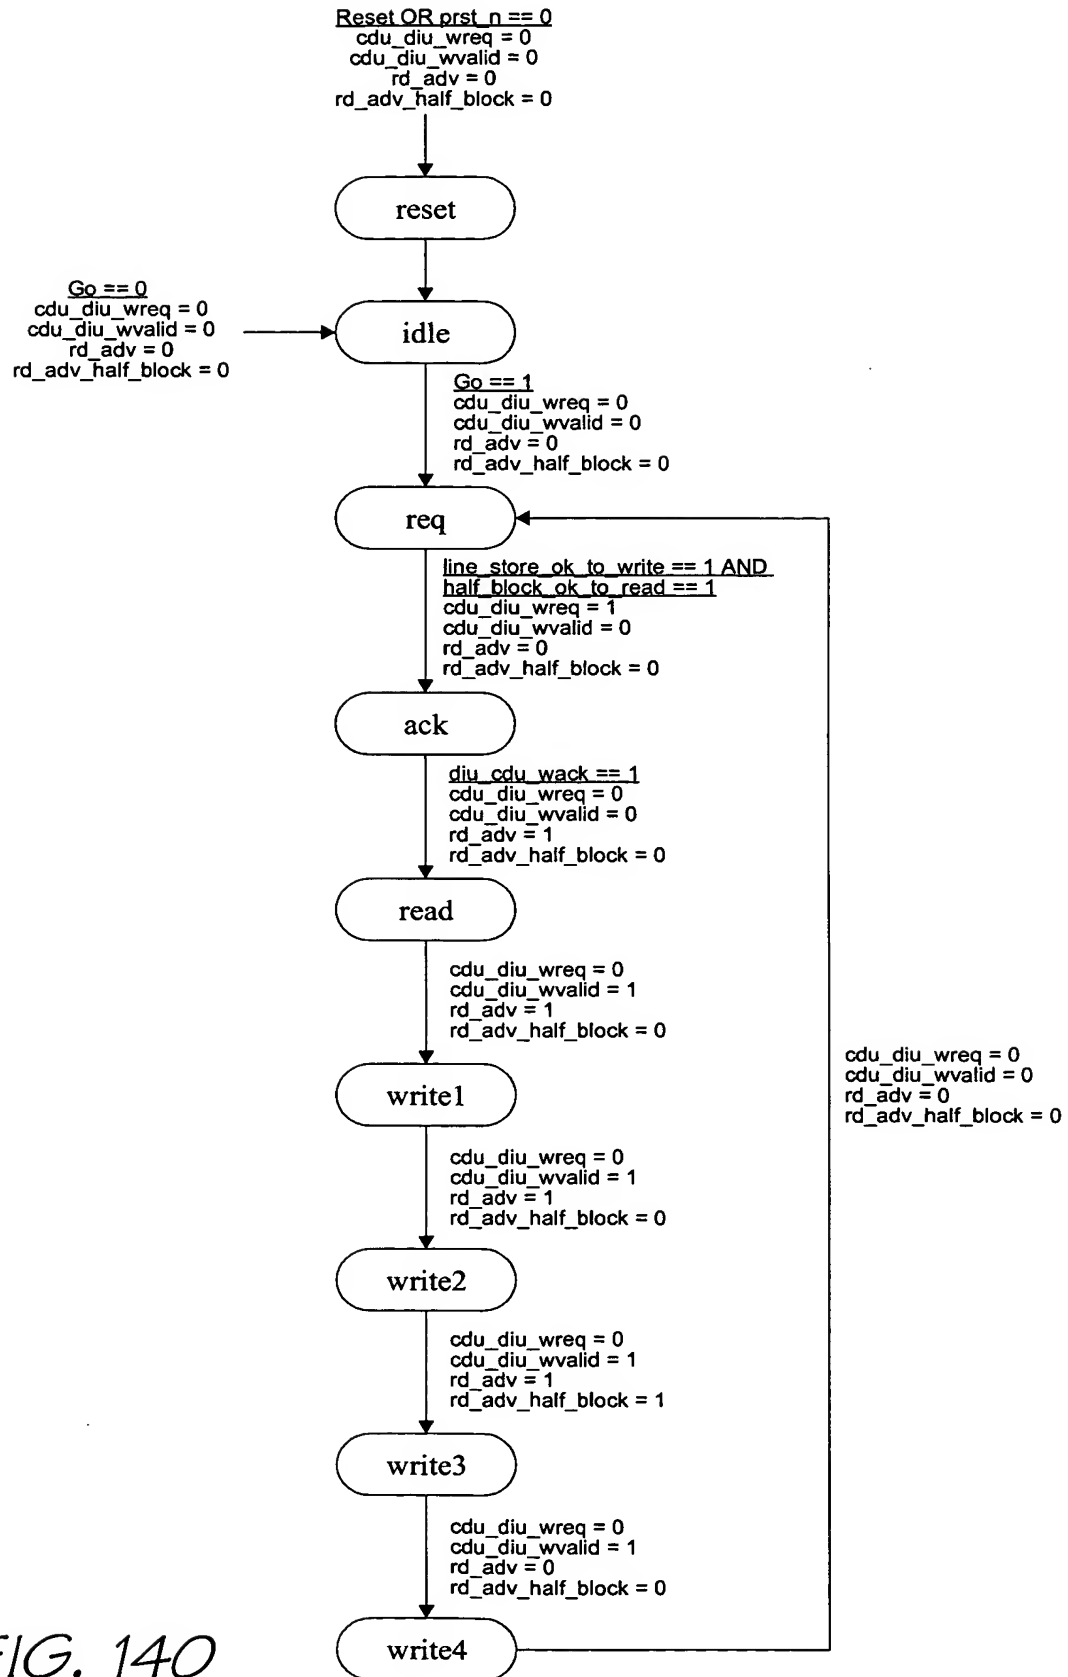 Reset OR prst_n == 0
cdu_diu_wreq = 0
cdu_diu_wvalid = 0
rd_adv = 0
rd_adv_half_block = 0
reset
Go == 0
cdu_diu_wreq = 0
cdu_diu_wvalid = 0
rd_adv = 0
rd_adv_half_block = 0
idle
Go == 1
cdu_diu_wreq = 0
cdu_diu_wvalid = 0
rd_adv = 0
rd_adv_half_block = 0
req
line_store_ok_to_write == 1 AND
half_block_ok_to_read == 1
cdu_diu_wreq = 1
cdu_diu_wvalid = 0
rd_adv = 0
rd_adv_half_block = 0
ack
diu_cdu_wack == 1
cdu_diu_wreq = 0
cdu_diu_wvalid = 0
rd_adv = 1
rd_adv_half_block = 0
read
cdu_diu_wreq = 0
cdu_diu_wvalid = 1
rd_adv = 1
rd_adv_half_block = 0
cdu_diu_wreq = 0
cdu_diu_wvalid = 0
rd_adv = 0
rd_adv_half_block = 0
write1
cdu_diu_wreq = 0
cdu_diu_wvalid = 1
rd_adv = 1
rd_adv_half_block = 0
write2
cdu_diu_wreq = 0
cdu_diu_wvalid = 1
rd_adv = 1
rd_adv_half_block = 1
write3
cdu_diu_wreq = 0
cdu_diu_wvalid = 1
rd_adv = 0
rd_adv_half_block = 0
write4
FIG. 140